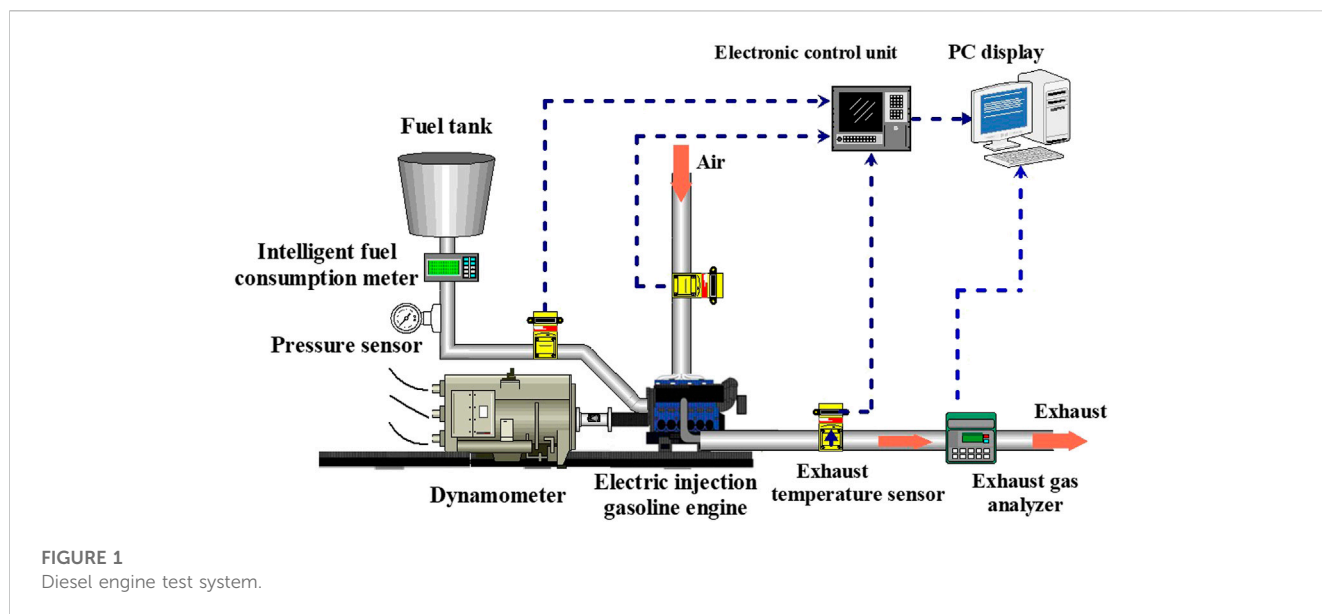 Electronic control unit
PC display
Fuel tank
Air
Intelligent fuel
consumption meter
Pressure sensor
Exhaust
Dynamometer
Electric injection
gasoline engine
Exhaust
temperature sensor
Exhaust gas
analyzer
FIGURE 1
Diesel engine test system.